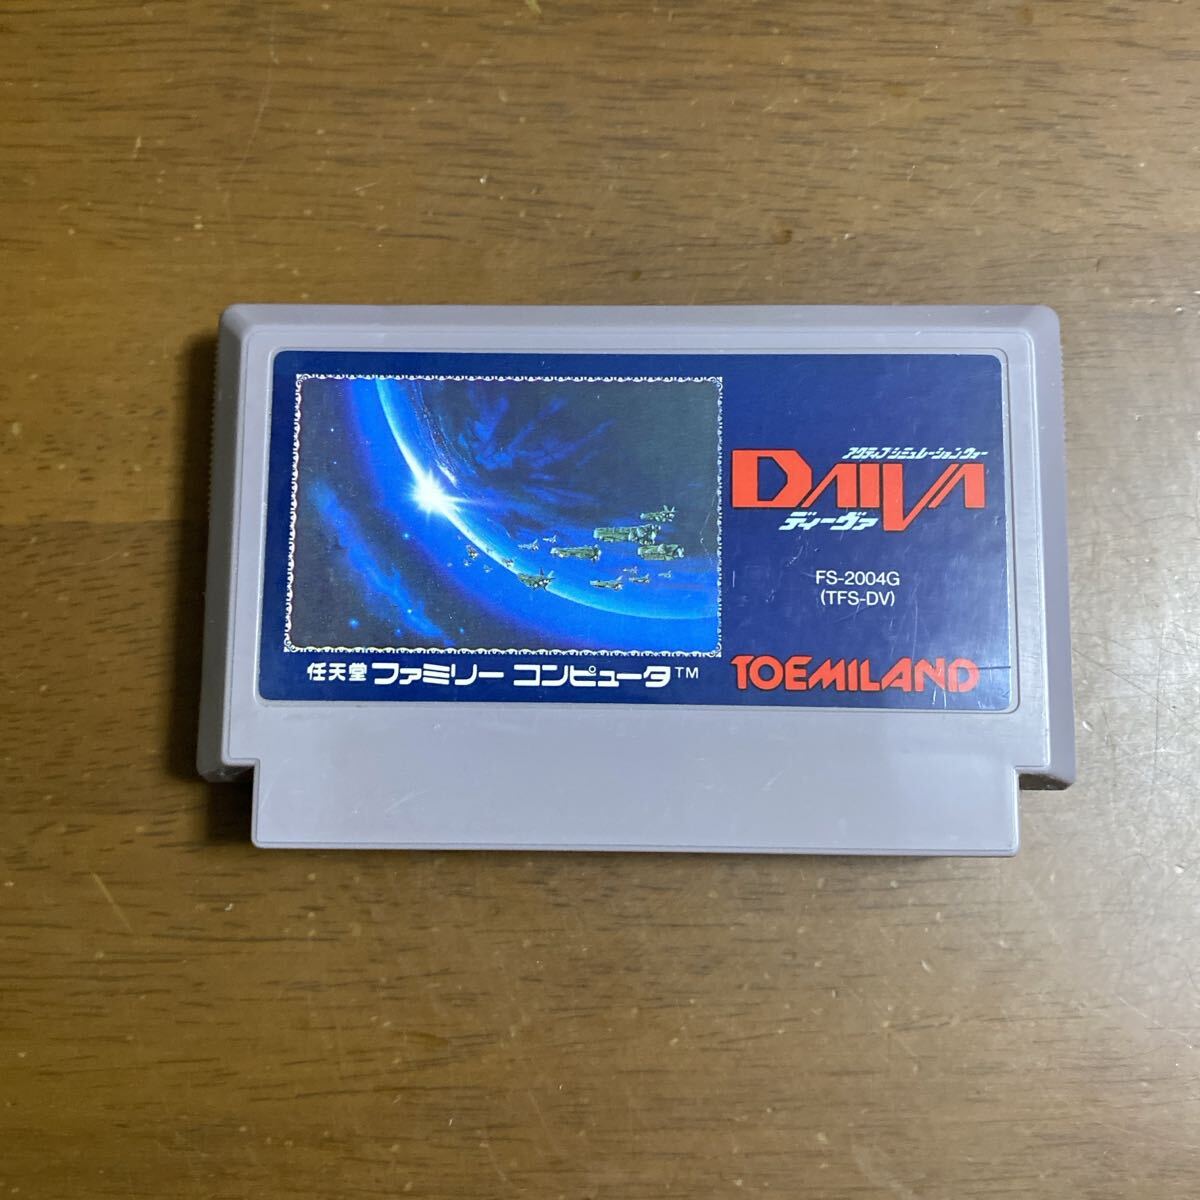 アクティブシミュレーションウォー
DAIVA
ディーヴァ
FS-2004G
(TFS-DV)
任天堂 ファミリー コンピュータ™
TOEMILAND